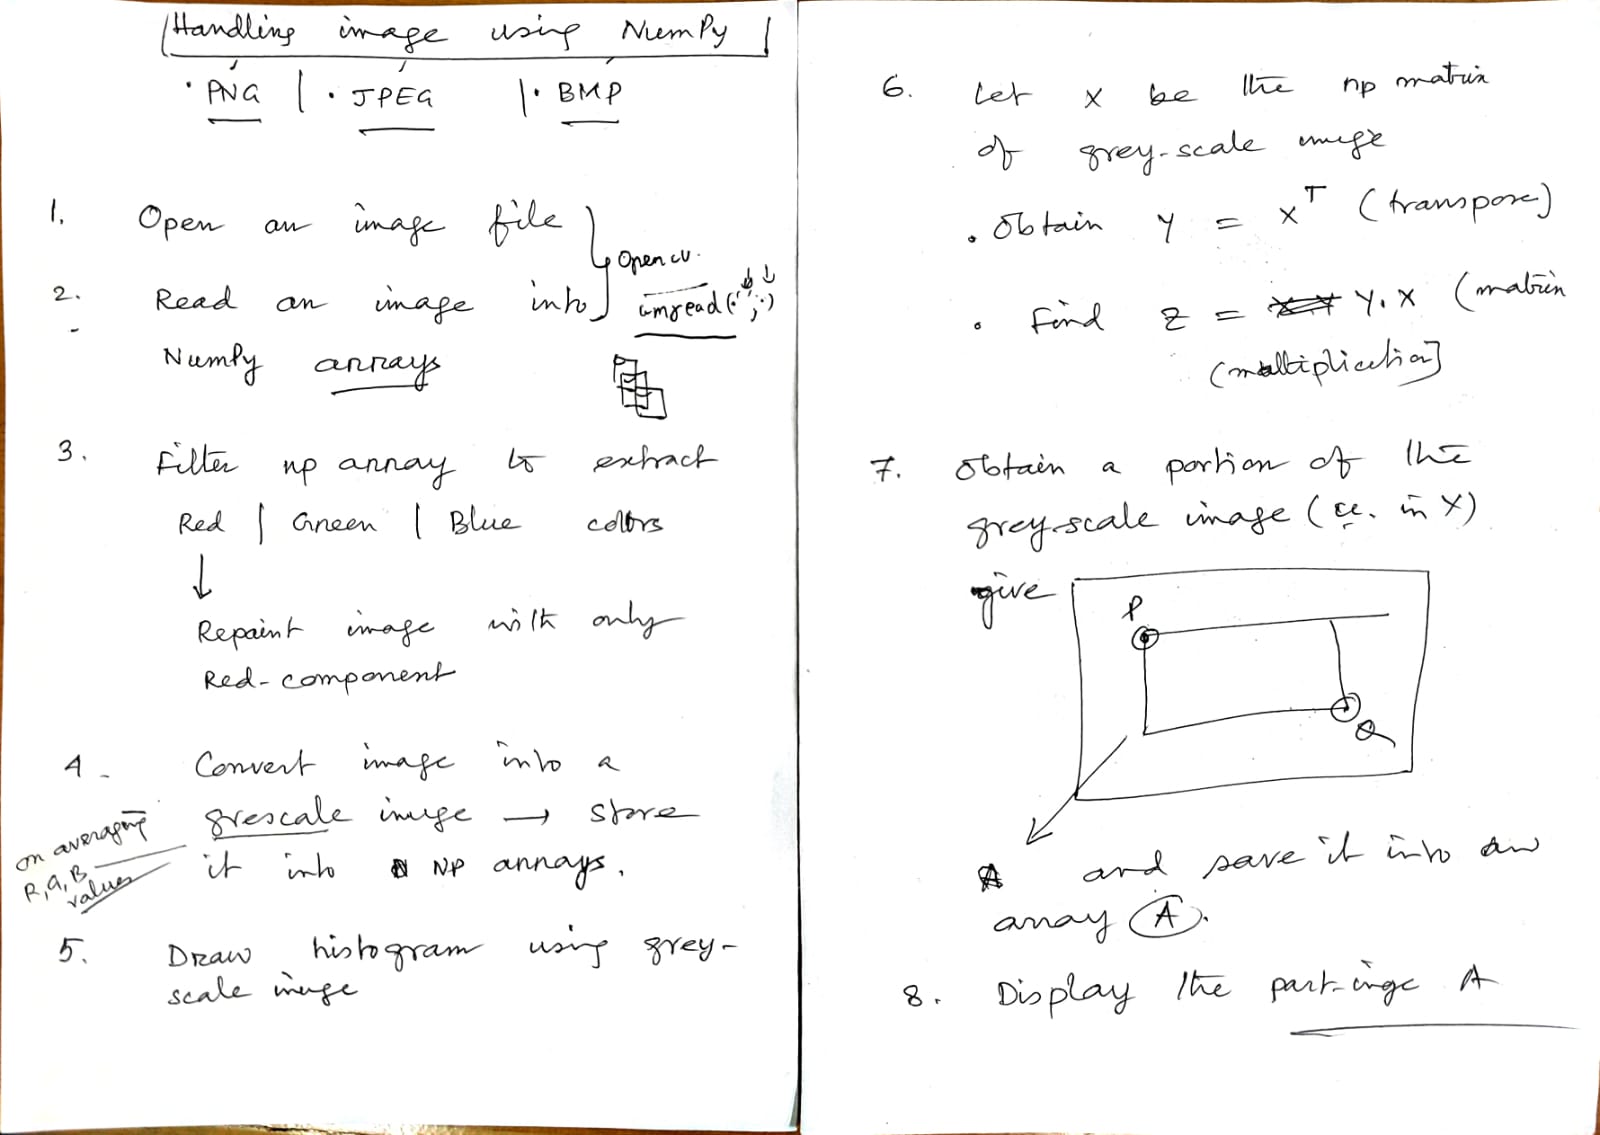 Handling image using NumPy
· PNG | · JPEG | · BMP
1. Open an image file
Open cv.
2. Read an image into
imread(' ', ·)
NumPy arrays
3. Filter np array to extract
Red | Green | Blue colors
↓
Repaint image with only
Red-component
4. Convert image into a
grescale image → store
it into NP arrays.
on averaging
R, G, B
values
5. Draw histogram using grey-
scale image
6. Let X be the np matrix
of grey-scale image
. Obtain Y = X^T (transpose)
. Find Z = Y.X (matrix
(multiplication)
7. Obtain a portion of the
grey-scale image (ie. in X)
give
P
Q
and save it into an
array A.
8. Display the part-image A